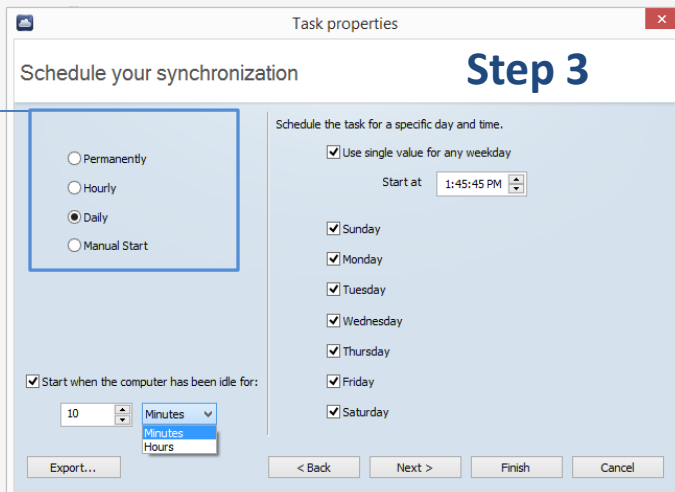 Task properties
Schedule your synchronization
Step 3
Permanently
Hourly
Daily
Manual Start
Schedule the task for a specific day and time.
Use single value for any weekday
Start at 1:45:45 PM
Sunday
Monday
Tuesday
Wednesday
Thursday
Friday
Saturday
Start when the computer has been idle for:
10 Minutes
Minutes
Hours
Export... < Back Next > Finish Cancel